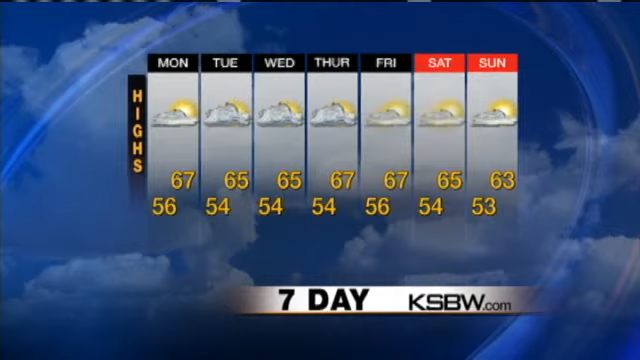 MON TUE WED THUR FRI SAT SUN
HIGHS
67 65 65 67 67 65 63
56 54 54 54 56 54 53
7 DAY KSBW.com